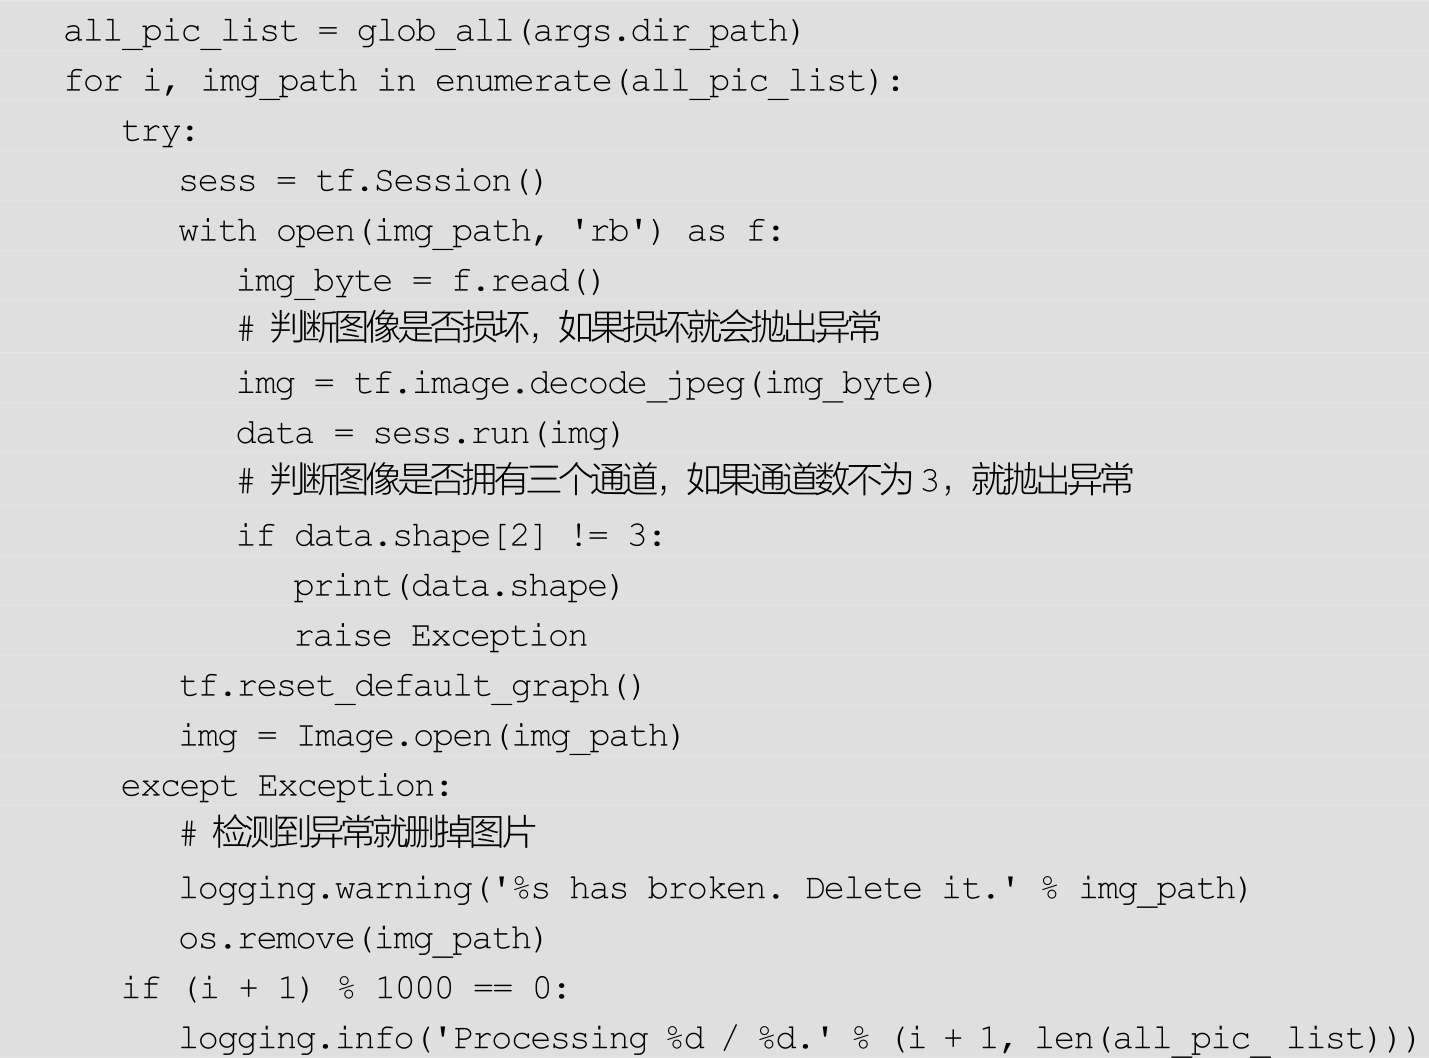 all_pic_list = glob_all(args.dir_path)
for i, img_path in enumerate(all_pic_list):
   try:
      sess = tf.Session()
      with open(img_path, 'rb') as f:
         img_byte = f.read()
         # 判断图像是否损坏，如果损坏就会抛出异常
         img = tf.image.decode_jpeg(img_byte)
         data = sess.run(img)
         # 判断图像是否拥有三个通道，如果通道数不为 3，就抛出异常
         if data.shape[2] != 3:
            print(data.shape)
            raise Exception
      tf.reset_default_graph()
      img = Image.open(img_path)
   except Exception:
      # 检测到异常就删掉图片
      logging.warning('%s has broken. Delete it.' % img_path)
      os.remove(img_path)
   if (i + 1) % 1000 == 0:
      logging.info('Processing %d / %d.' % (i + 1, len(all_pic_ list)))